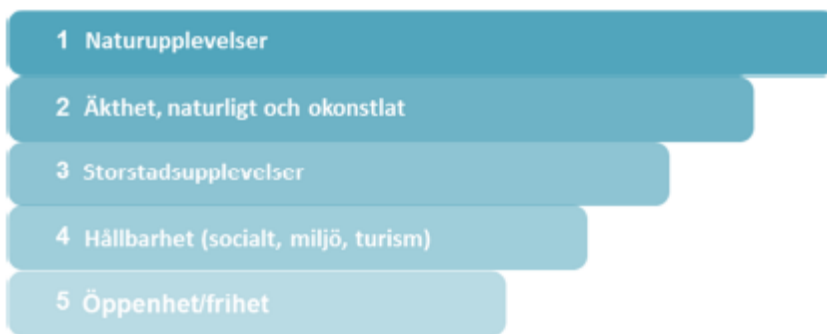 1 Naturupplevelser
2 Äkthet, naturligt och okonstlat
3 Storstadsupplevelser
4 Hållbarhet (socialt, miljö, turism)
5 Öppenhet/frihet